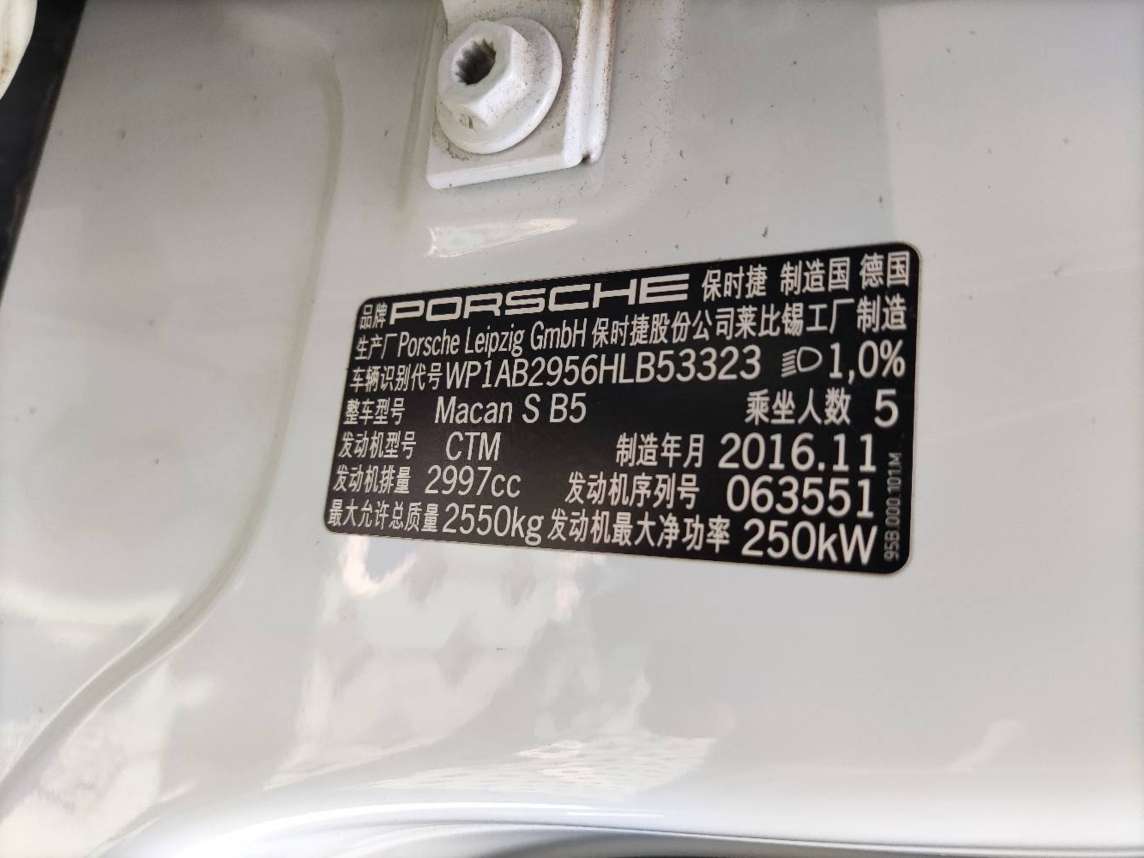 品牌 PORSCHE 保时捷 制造国 德国
生产厂 Porsche Leipzig GmbH 保时捷股份公司莱比锡工厂制造
车辆识别代号 WP1AB2956HLB53323 1,0%
整车型号 Macan S B5 乘坐人数 5
发动机型号 CTM 制造年月 2016.11
发动机排量 2997cc 发动机序列号 063551
最大允许总质量 2550kg 发动机最大净功率 250kW
95B.000.101.M